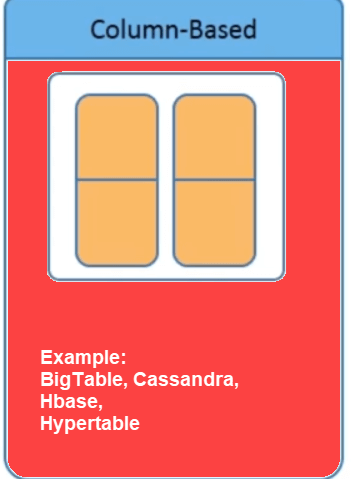 Column-Based
Example:
BigTable, Cassandra,
Hbase,
Hypertable